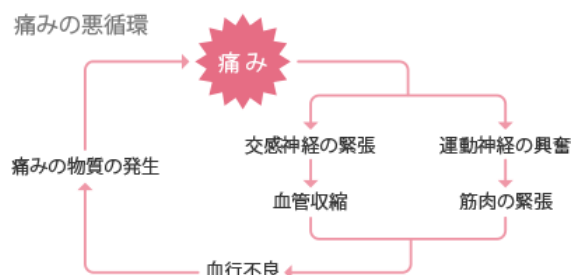 痛みの悪循環
痛み
交感神経の緊張
運動神経の興奮
痛みの物質の発生
血管収縮
筋肉の緊張
血行不良